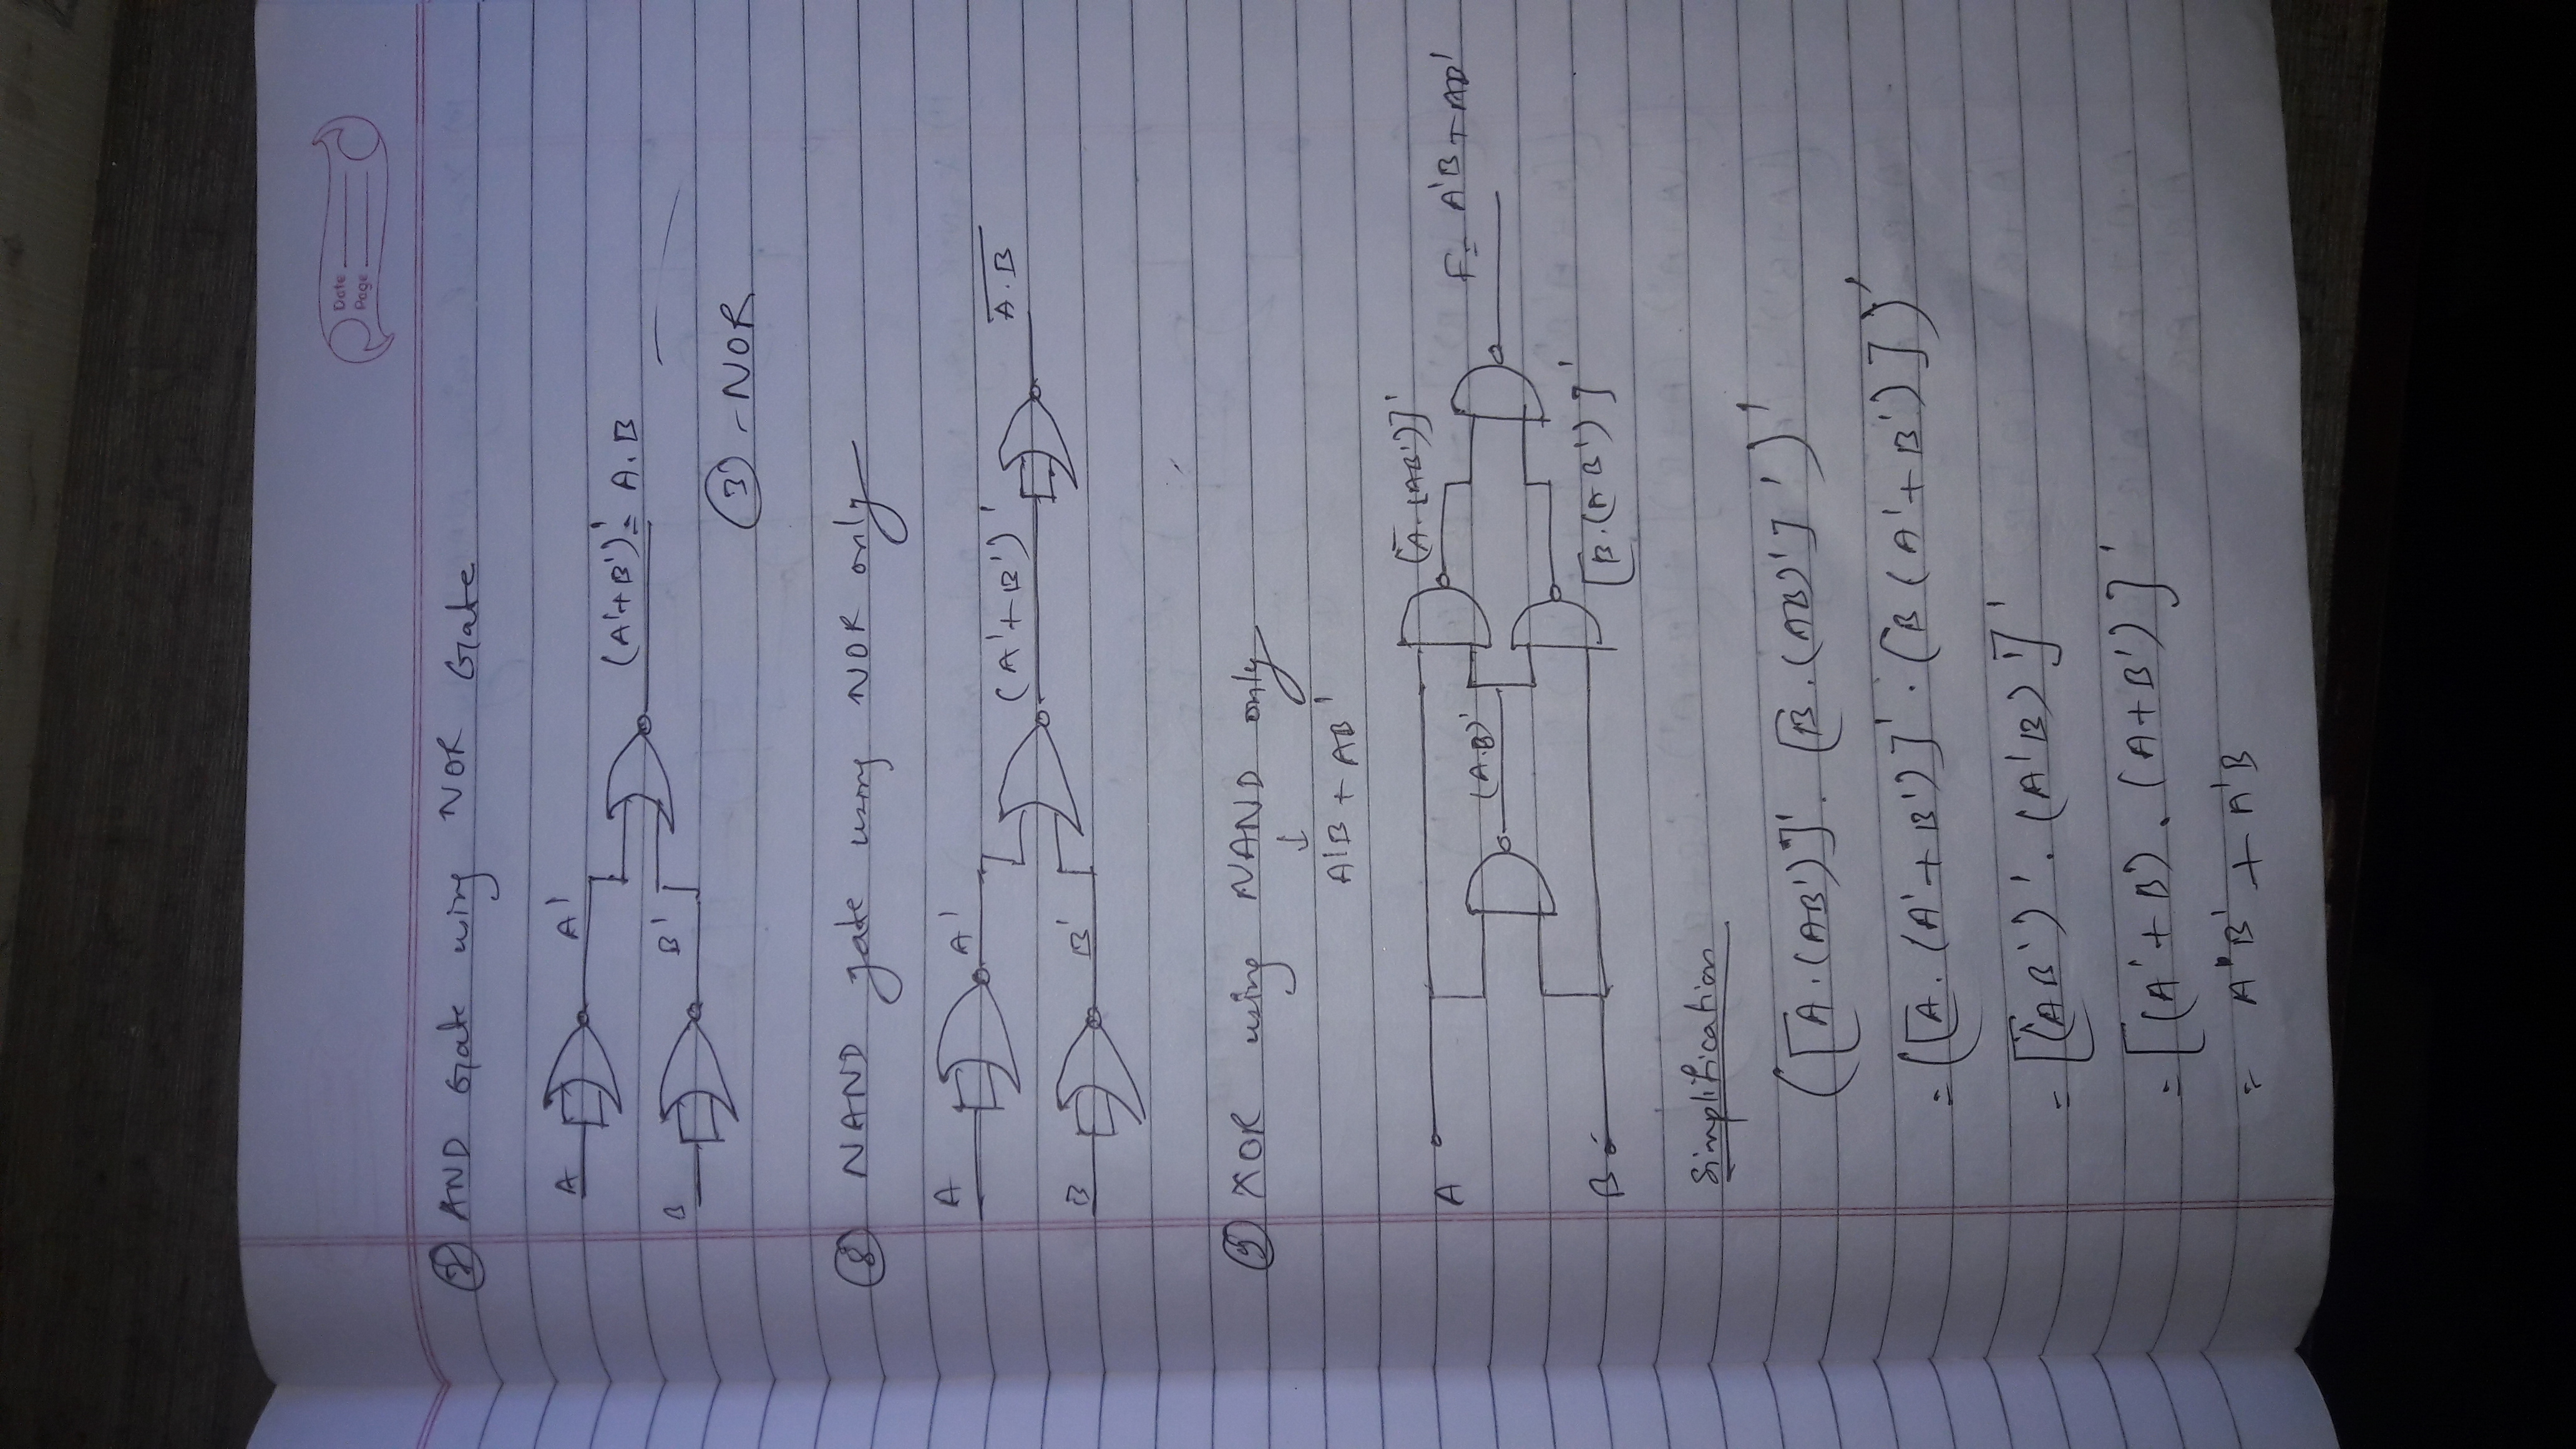 Date
Page
⑦ AND Gate using NOR Gate
A A'
(A'+B')' = A.B
B B'
③ - NOR
⑧ NAND gate using NOR only
A A'
(A'+B')' A.B
B B'
⑨ XOR using NAND only
↓
A'B + AB'
[A.(AB')]'
A (A.B)' F = A'B + AB'
B [B.(AB')]'
Simplification
([A.(AB')]'. [B.(AB)']')'
= ([A.(A'+B')]'.[B(A'+B')])'
= [(AB')'.(A'B)']'
= [(A'+B).(A+B')]'
= AB' + A'B